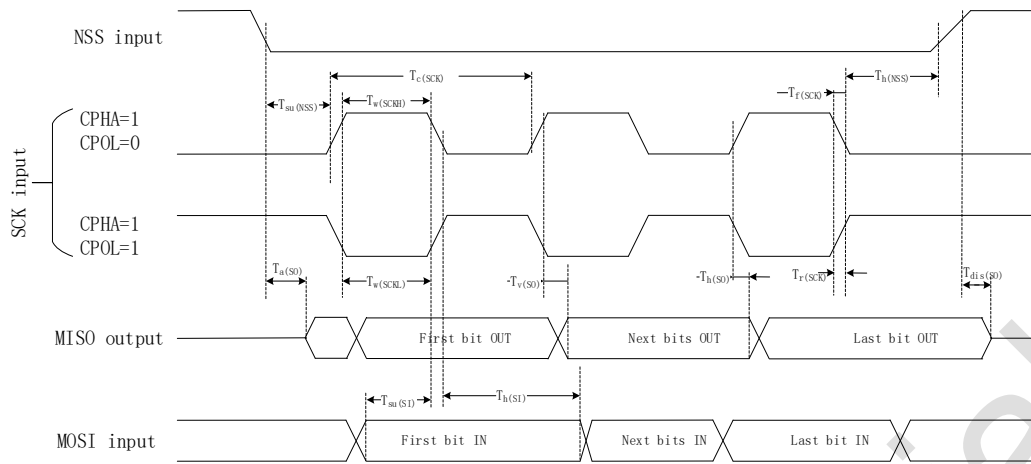 NSS input
Tc(SCK)
Th(NSS)
Tsu(NSS)
Tw(SCKH)
Tf(SCK)
CPHA=1
CPOL=0
SCK input
CPHA=1
CPOL=1
Ta(SO)
Tw(SCKL)
Tv(SO)
Th(SO)
Tr(SCK)
Tdis(SO)
MISO output
First bit OUT
Next bits OUT
Last bit OUT
Tsu(SI)
Th(SI)
MOSI input
First bit IN
Next bits IN
Last bit IN